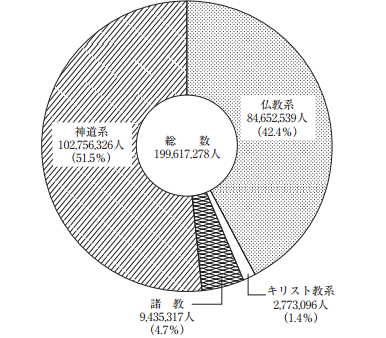 仏教系
84,652,539人
(42.4%)
神道系
102,756,326人
(51.5%)
総 数
199,617,278人
キリスト教系
2,773,096人
(1.4%)
諸 教
9,435,317人
(4.7%)